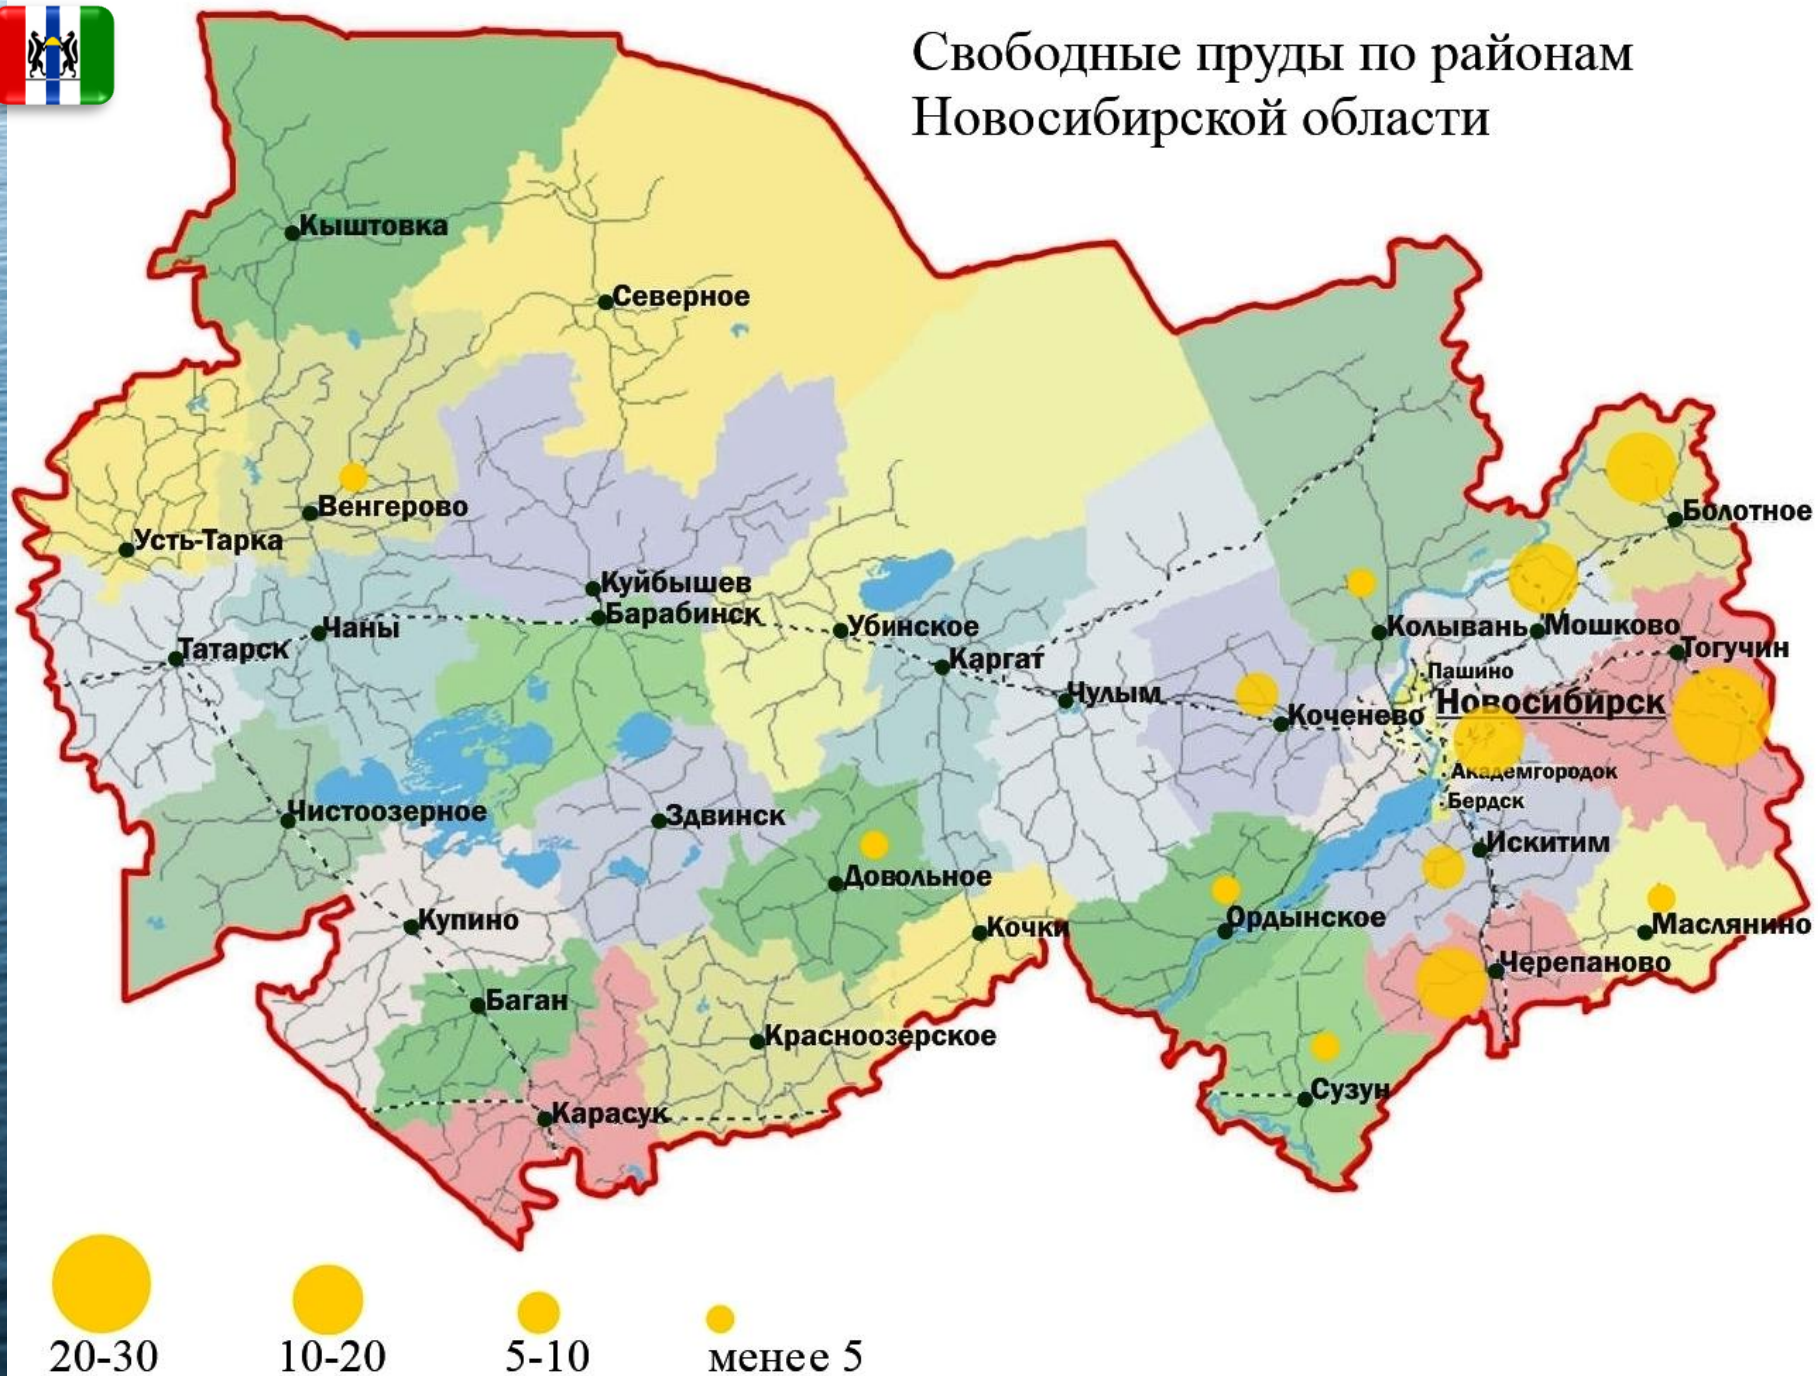 Свободные пруды по районам
Новосибирской области
Кыштовка
Северное
Венгерово
Болотное
Усть-Тарка
Куйбышев
Барабинск
Чаны
Убинское
Колывань
Мошково
Татарск
Каргат
Тогучин
Пашино
Чулым
Новосибирск
Коченево
Академгородок
Бердск
Чистоозерное
Здвинск
Искитим
Довольное
Купино
Кочки
Ордынское
Маслянино
Черепаново
Баган
Красноозерское
Сузун
Карасук
20-30 10-20 5-10 менее 5